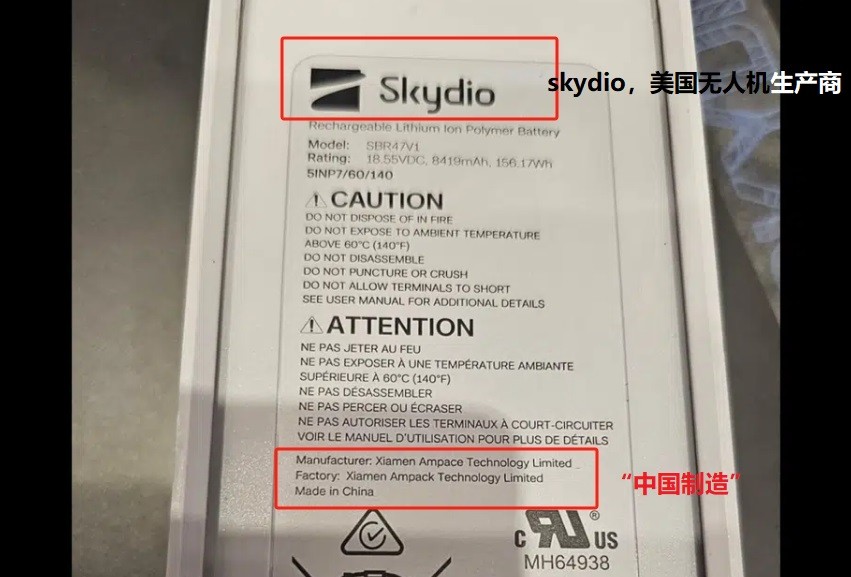 Skydio
skydio，美国无人机生产商
Rechargeable Lithium Ion Polymer Battery
Model: SBR47V1
Rating: 18.55VDC, 8419mAh, 156.17Wh
5INP7/60/140
CAUTION
DO NOT DISPOSE OF IN FIRE
DO NOT EXPOSE TO AMBIENT TEMPERATURE
ABOVE 60°C (140°F)
DO NOT DISASSEMBLE
DO NOT PUNCTURE OR CRUSH
DO NOT ALLOW TERMINALS TO SHORT
SEE USER MANUAL FOR ADDITIONAL DETAILS
ATTENTION
NE PAS JETER AU FEU
NE PAS EXPOSER À UNE TEMPÉRATURE AMBIANTE
SUPÉRIEURE À 60°C (140°F)
NE PAS DÉSASSEMBLER
NE PAS PERCER OU ÉCRASER
NE PAS AUTORISER LES TERMINAUX À COURT-CIRCUITER
VOIR LE MANUEL D'UTILISATION POUR PLUS DE DÉTAILS
Manufacturer: Xiamen Ampace Technology Limited
Factory: Xiamen Ampack Technology Limited
Made in China
“中国制造”
c RU US ®
MH64938